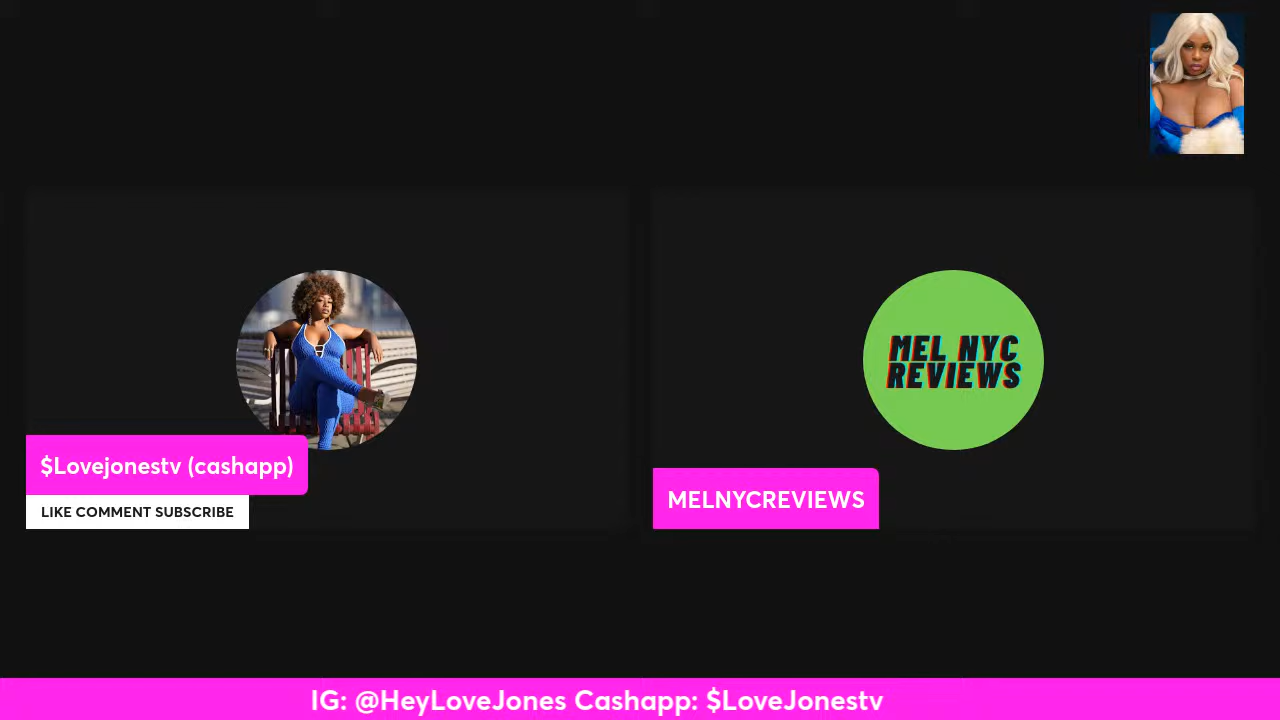 $Lovejonestv (cashapp)
LIKE COMMENT SUBSCRIBE
MEL NYC
REVIEWS
MELNYCREVIEWS
IG: @HeyLoveJones Cashapp: $LoveJonestv